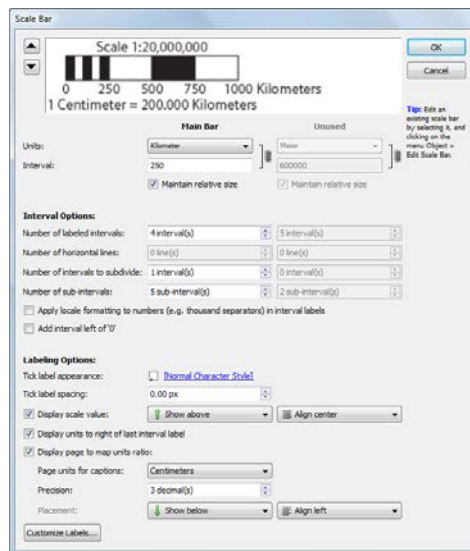 Scale Bar
Scale 1:20,000,000
0 250 500 750 1000 Kilometers
1 Centimeter = 200.000 Kilometers
OK
Cancel
Tip: Edit an
existing scale bar
by selecting it, and
clicking on the
menu Object >
Edit Scale Bar.
Main Bar Unused
Units: Kilometer Meter
Interval: 250 600000
Maintain relative size Maintain relative size
Interval Options:
Number of labeled intervals: 4 interval(s) 5 interval(s)
Number of horizontal lines: 0 line(s) 0 line(s)
Number of intervals to subdivide: 1 interval(s) 0 interval(s)
Number of sub-intervals: 5 sub-interval(s) 2 sub-interval(s)
Apply locale formatting to numbers (e.g. thousand separators) in interval labels
Add interval left of '0'
Labeling Options:
Tick label appearance: [Normal Character Style]
Tick label spacing: 0.00 px
Display scale value: Show above Align center
Display units to right of last interval label
Display page to map units ratio:
Page units for captions: Centimeters
Precision: 3 decimal(s)
Placement: Show below Align left
Customize Labels...